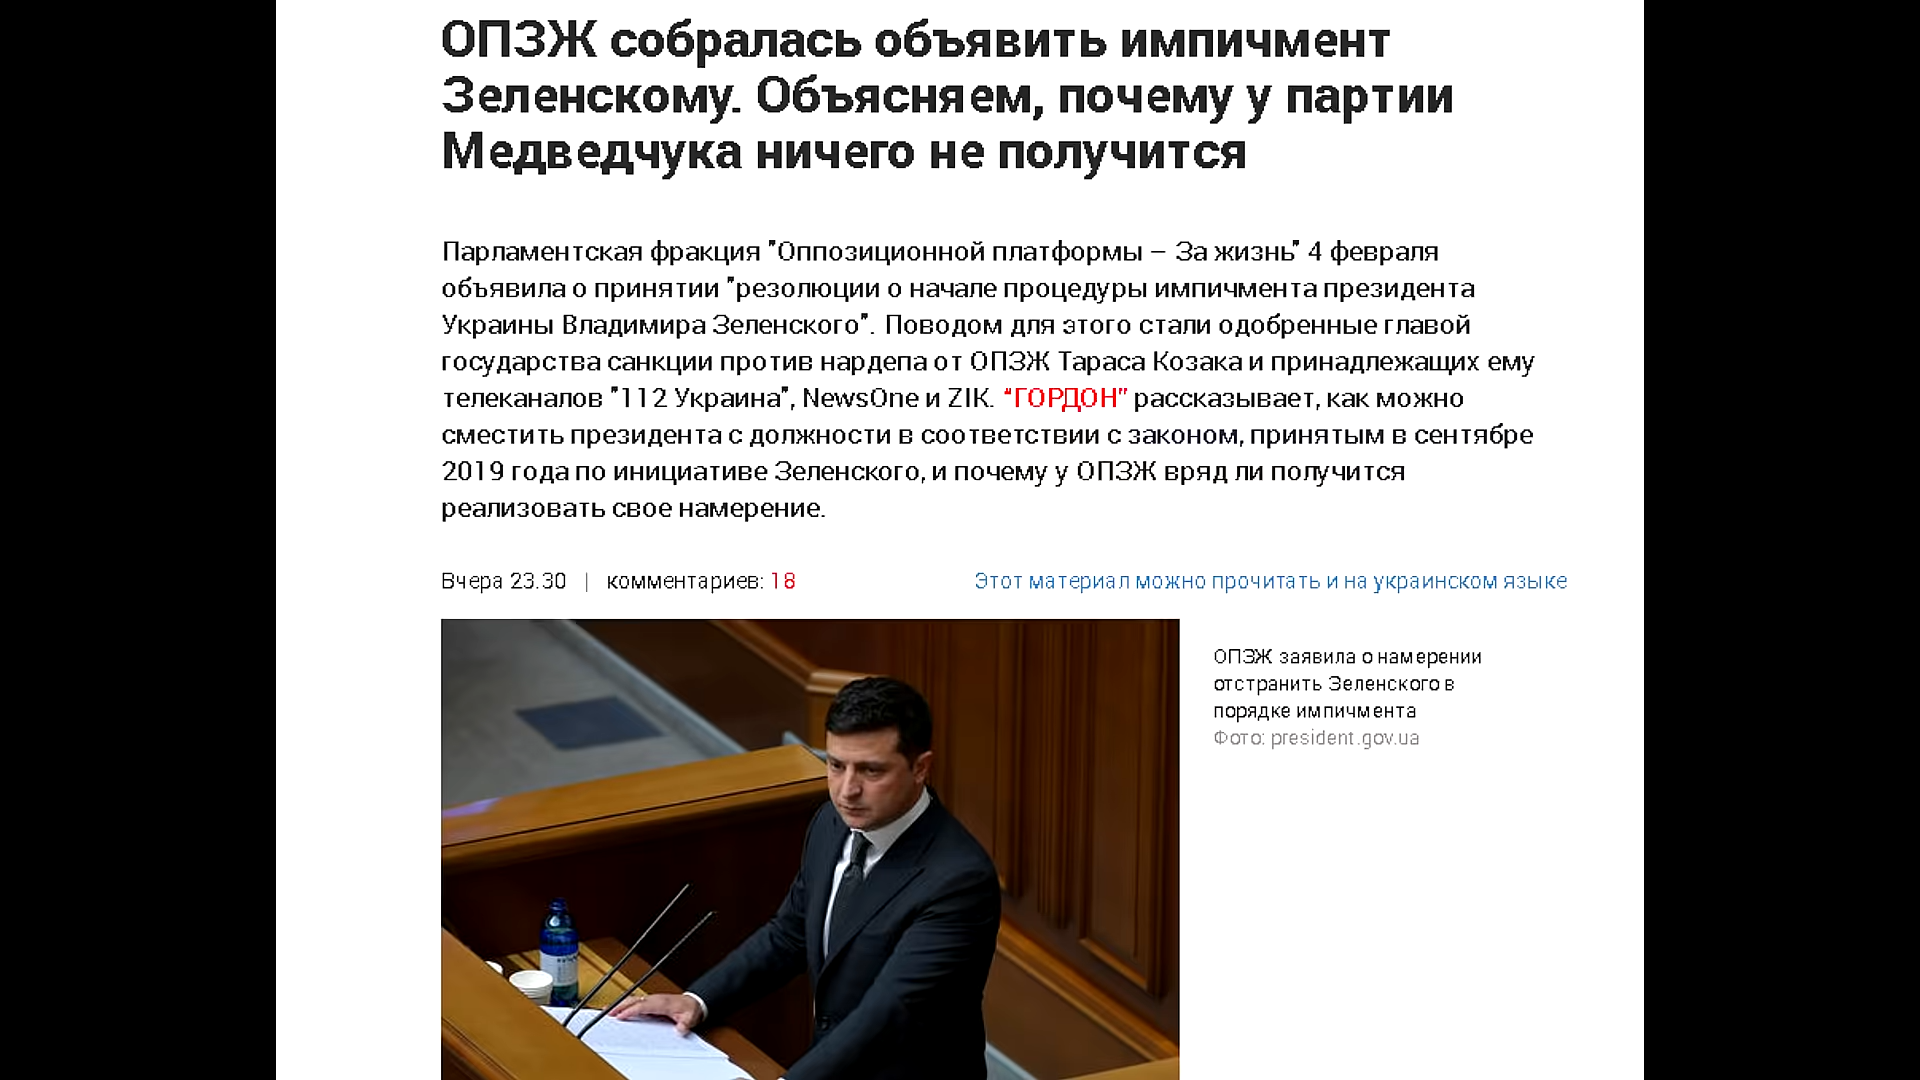 ОПЗЖ собралась объявить импичмент
Зеленскому. Объясняем, почему у партии
Медведчука ничего не получится
Парламентская фракция "Оппозиционной платформы – За жизнь" 4 февраля
объявила о принятии "резолюции о начале процедуры импичмента президента
Украины Владимира Зеленского". Поводом для этого стали одобренные главой
государства санкции против нардепа от ОПЗЖ Тараса Козака и принадлежащих ему
телеканалов "112 Украина", NewsOne и ZIK. "ГОРДОН" рассказывает, как можно
сместить президента с должности в соответствии с законом, принятым в сентябре
2019 года по инициативе Зеленского, и почему у ОПЗЖ вряд ли получится
реализовать свое намерение.
Вчера 23.30 | комментариев: 18
Этот материал можно прочитать и на украинском языке
ОПЗЖ заявила о намерении
отстранить Зеленского в
порядке импичмента
Фото: president.gov.ua